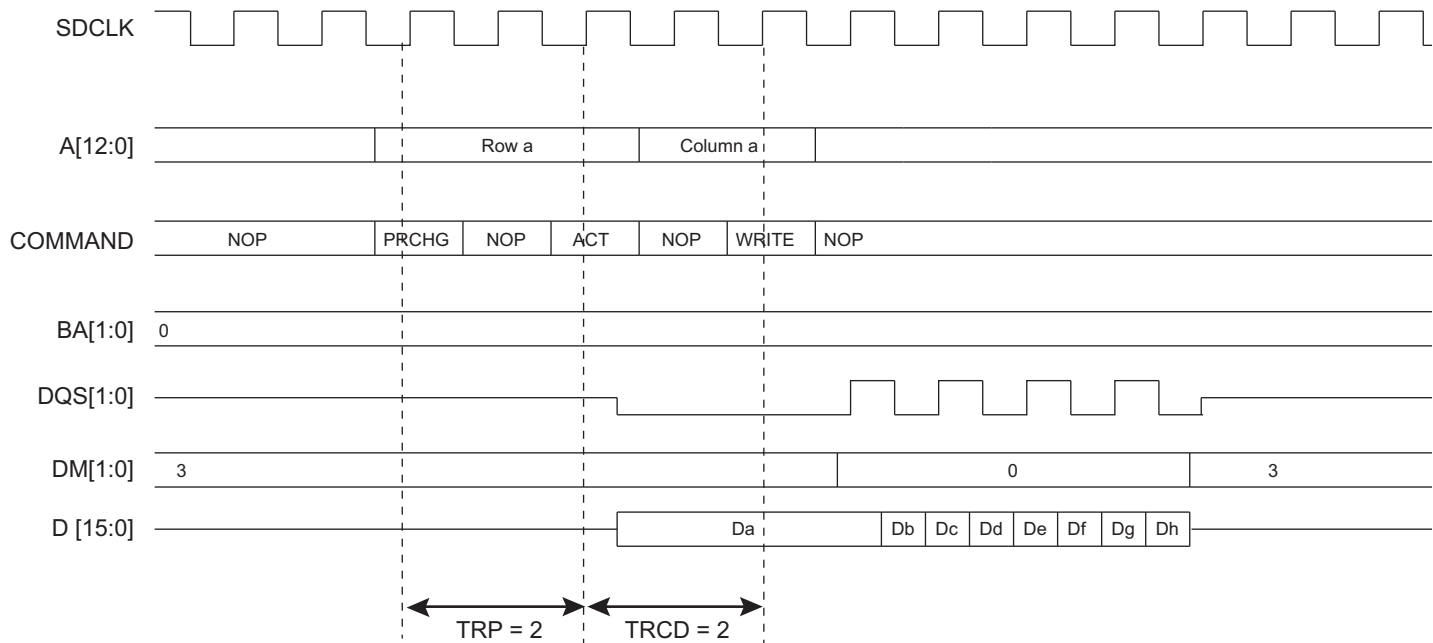 SDCLK
A[12:0] Row a Column a
COMMAND NOP PRCHG NOP ACT NOP WRITE NOP
BA[1:0] 0
DQS[1:0]
DM[1:0] 3 0 3
D [15:0] Da Db Dc Dd De Df Dg Dh
TRP = 2 TRCD = 2